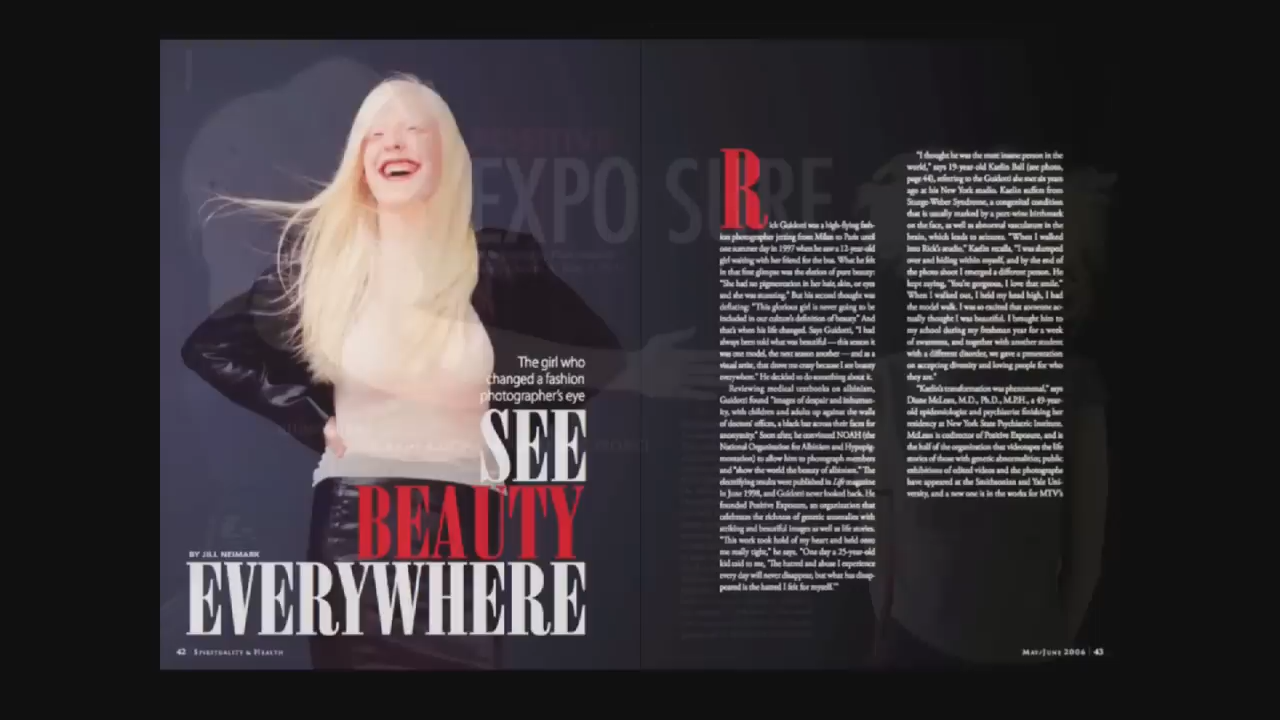 POSITIVE
EXPOSURE
The girl who
changed a fashion
photographer's eye
SEE
BEAUTY
BY JILL NEIMARK
EVERYWHERE
42 SPIRITUALITY & HEALTH
Rick Guidotti was a high-flying fash-
ion photographer jetting from Milan to Paris until
one summer day in 1997 when he saw a 12-year-old
girl waiting with her friend for the bus. What he felt
in that first glimpse was the elation of pure beauty:
"She had no pigmentation in her hair, skin, or eyes
and she was stunning." But his second thought was
deflating: "This glorious girl is never going to be
included in our culture's definition of beauty." And
that's when his life changed. Says Guidotti, "I had
always been told what was beautiful — this season it
was one model, the next season another — and as a
visual artist, that drove me crazy because I see beauty
everywhere." He decided to do something about it.
Reviewing medical textbooks on albinism,
Guidotti found "images of despair and inhuman-
ity, with children and adults up against the walls
of doctors' offices, a black bar across their faces for
anonymity." Soon after, he convinced NOAH (the
National Organization for Albinism and Hypopig-
mentation) to allow him to photograph members
and "show the world the beauty of albinism." The
electrifying results were published in Life magazine
in June 1998, and Guidotti never looked back. He
founded Positive Exposure, an organization that
celebrates the richness of genetic anomalies with
striking and beautiful images as well as life stories.
"This work took hold of my heart and held onto
me really tight," he says. "One day a 25-year-old
kid said to me, 'The hatred and abuse I experience
every day will never disappear, but what has disap-
peared is the hatred I felt for myself.'"
"I thought he was the most insane person in the
world," says 19-year-old Kaelin Ball (see photo,
page 44), referring to the Guidotti she met six years
ago at his New York studio. Kaelin suffers from
Sturge-Weber Syndrome, a congenital condition
that is usually marked by a port-wine birthmark
on the face, as well as abnormal vasculature in the
brain, which leads to seizures. "When I walked
into Rick's studio," Kaelin recalls, "I was slumped
over and hiding within myself, and by the end of
the photo shoot I emerged a different person. He
kept saying, 'You're gorgeous, I love that smile.'
When I walked out, I held my head high, I had
the model walk. I was so excited that someone ac-
tually thought I was beautiful. I brought him to
my school during my freshman year for a week
of awareness, and together with another student
with a different disorder, we gave a presentation
on accepting diversity and loving people for who
they are."
"Kaelin's transformation was phenomenal," says
Diane McLean, M.D., Ph.D., M.P.H., a 49-year-
old epidemiologist and psychiatrist finishing her
residency at New York State Psychiatric Institute.
McLean is codirector of Positive Exposure, and is
the half of the organization that videotapes the life
stories of those with genetic abnormalities; public
exhibitions of edited videos and the photographs
have appeared at the Smithsonian and Yale Uni-
versity, and a new one is in the works for MTV's
MAY/JUNE 2006 | 43